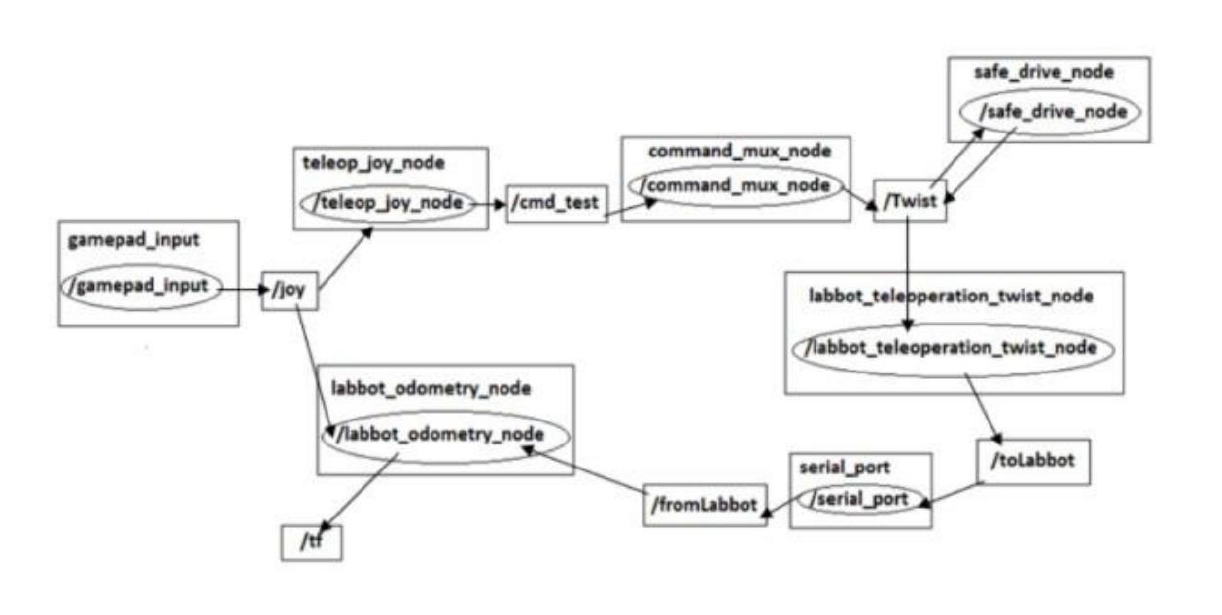 safe_drive_node
/safe_drive_node
teleop_joy_node
/teleop_joy_node
/cmd_test
command_mux_node
/command_mux_node
/Twist
gamepad_input
/gamepad_input
/joy
labbot_teleoperation_twist_node
/labbot_teleoperation_twist_node
labbot_odometry_node
/labbot_odometry_node
/toLabbot
serial_port
/serial_port
/fromLabbot
/tf